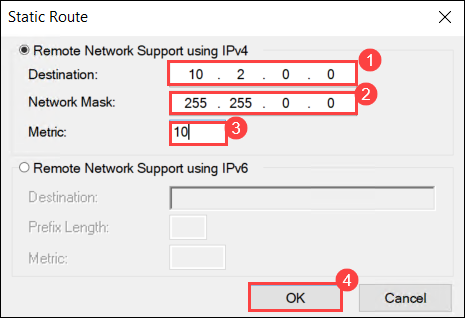 Static Route
Remote Network Support using IPv4
Destination: 10 . 2 . 0 . 0 1
Network Mask: 255 . 255 . 0 . 0 2
Metric: 10 3
Remote Network Support using IPv6
Destination:
Prefix Length:
Metric:
4
OK Cancel